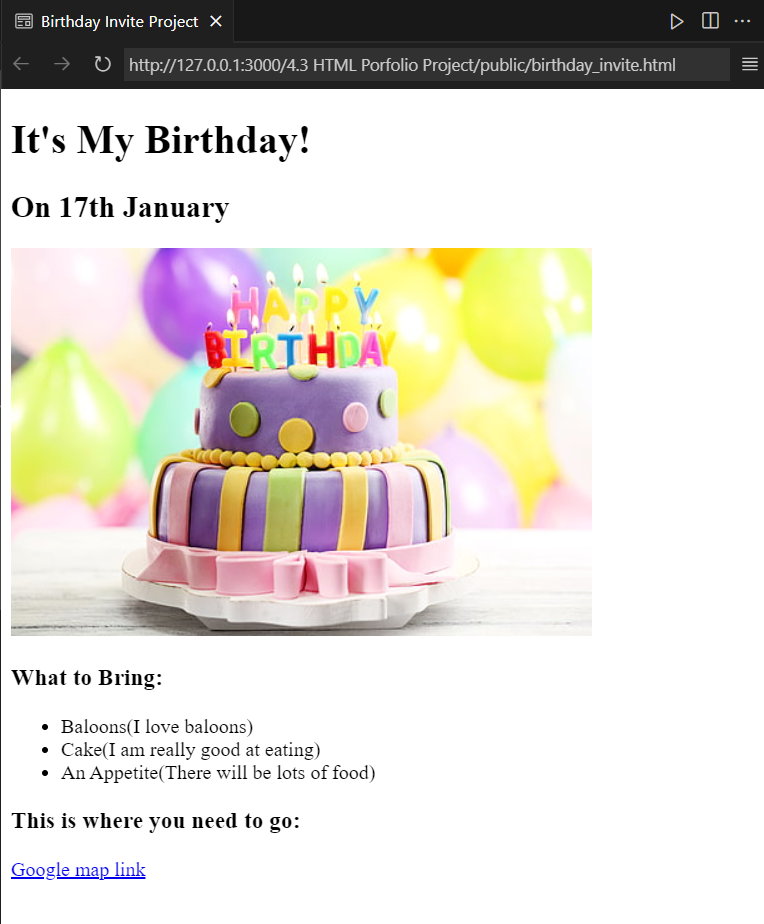 Birthday Invite Project
http://127.0.0.1:3000/4.3 HTML Porfolio Project/public/birthday_invite.html
It's My Birthday!
On 17th January
HAPPY
BIRTHDAY
What to Bring:
Baloons(I love baloons)
Cake(I am really good at eating)
An Appetite(There will be lots of food)
This is where you need to go:
Google map link